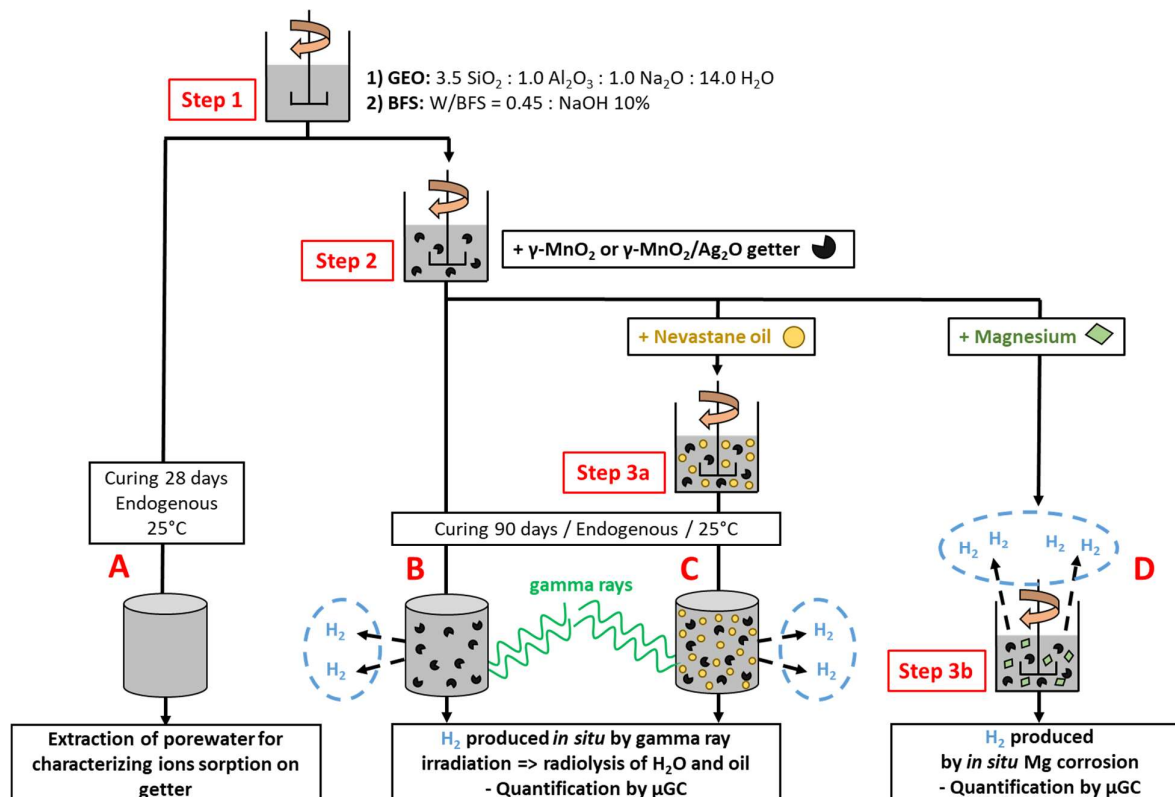 Step 1
1) GEO: 3.5 SiO₂ : 1.0 Al₂O₃ : 1.0 Na₂O : 14.0 H₂O
2) BFS: W/BFS = 0.45 : NaOH 10%
Step 2
+ γ-MnO₂ or γ-MnO₂/Ag₂O getter
+ Nevastane oil
+ Magnesium
Step 3a
Curing 28 days
Endogenous
25°C
Curing 90 days / Endogenous / 25°C
A
B
C
D
gamma rays
H₂
H₂
H₂
H₂
H₂
H₂
H₂
H₂
Step 3b
Extraction of porewater for
characterizing ions sorption on
getter
H₂ produced in situ by gamma ray
irradiation => radiolysis of H₂O and oil
- Quantification by µGC
H₂ produced
by in situ Mg corrosion
- Quantification by µGC